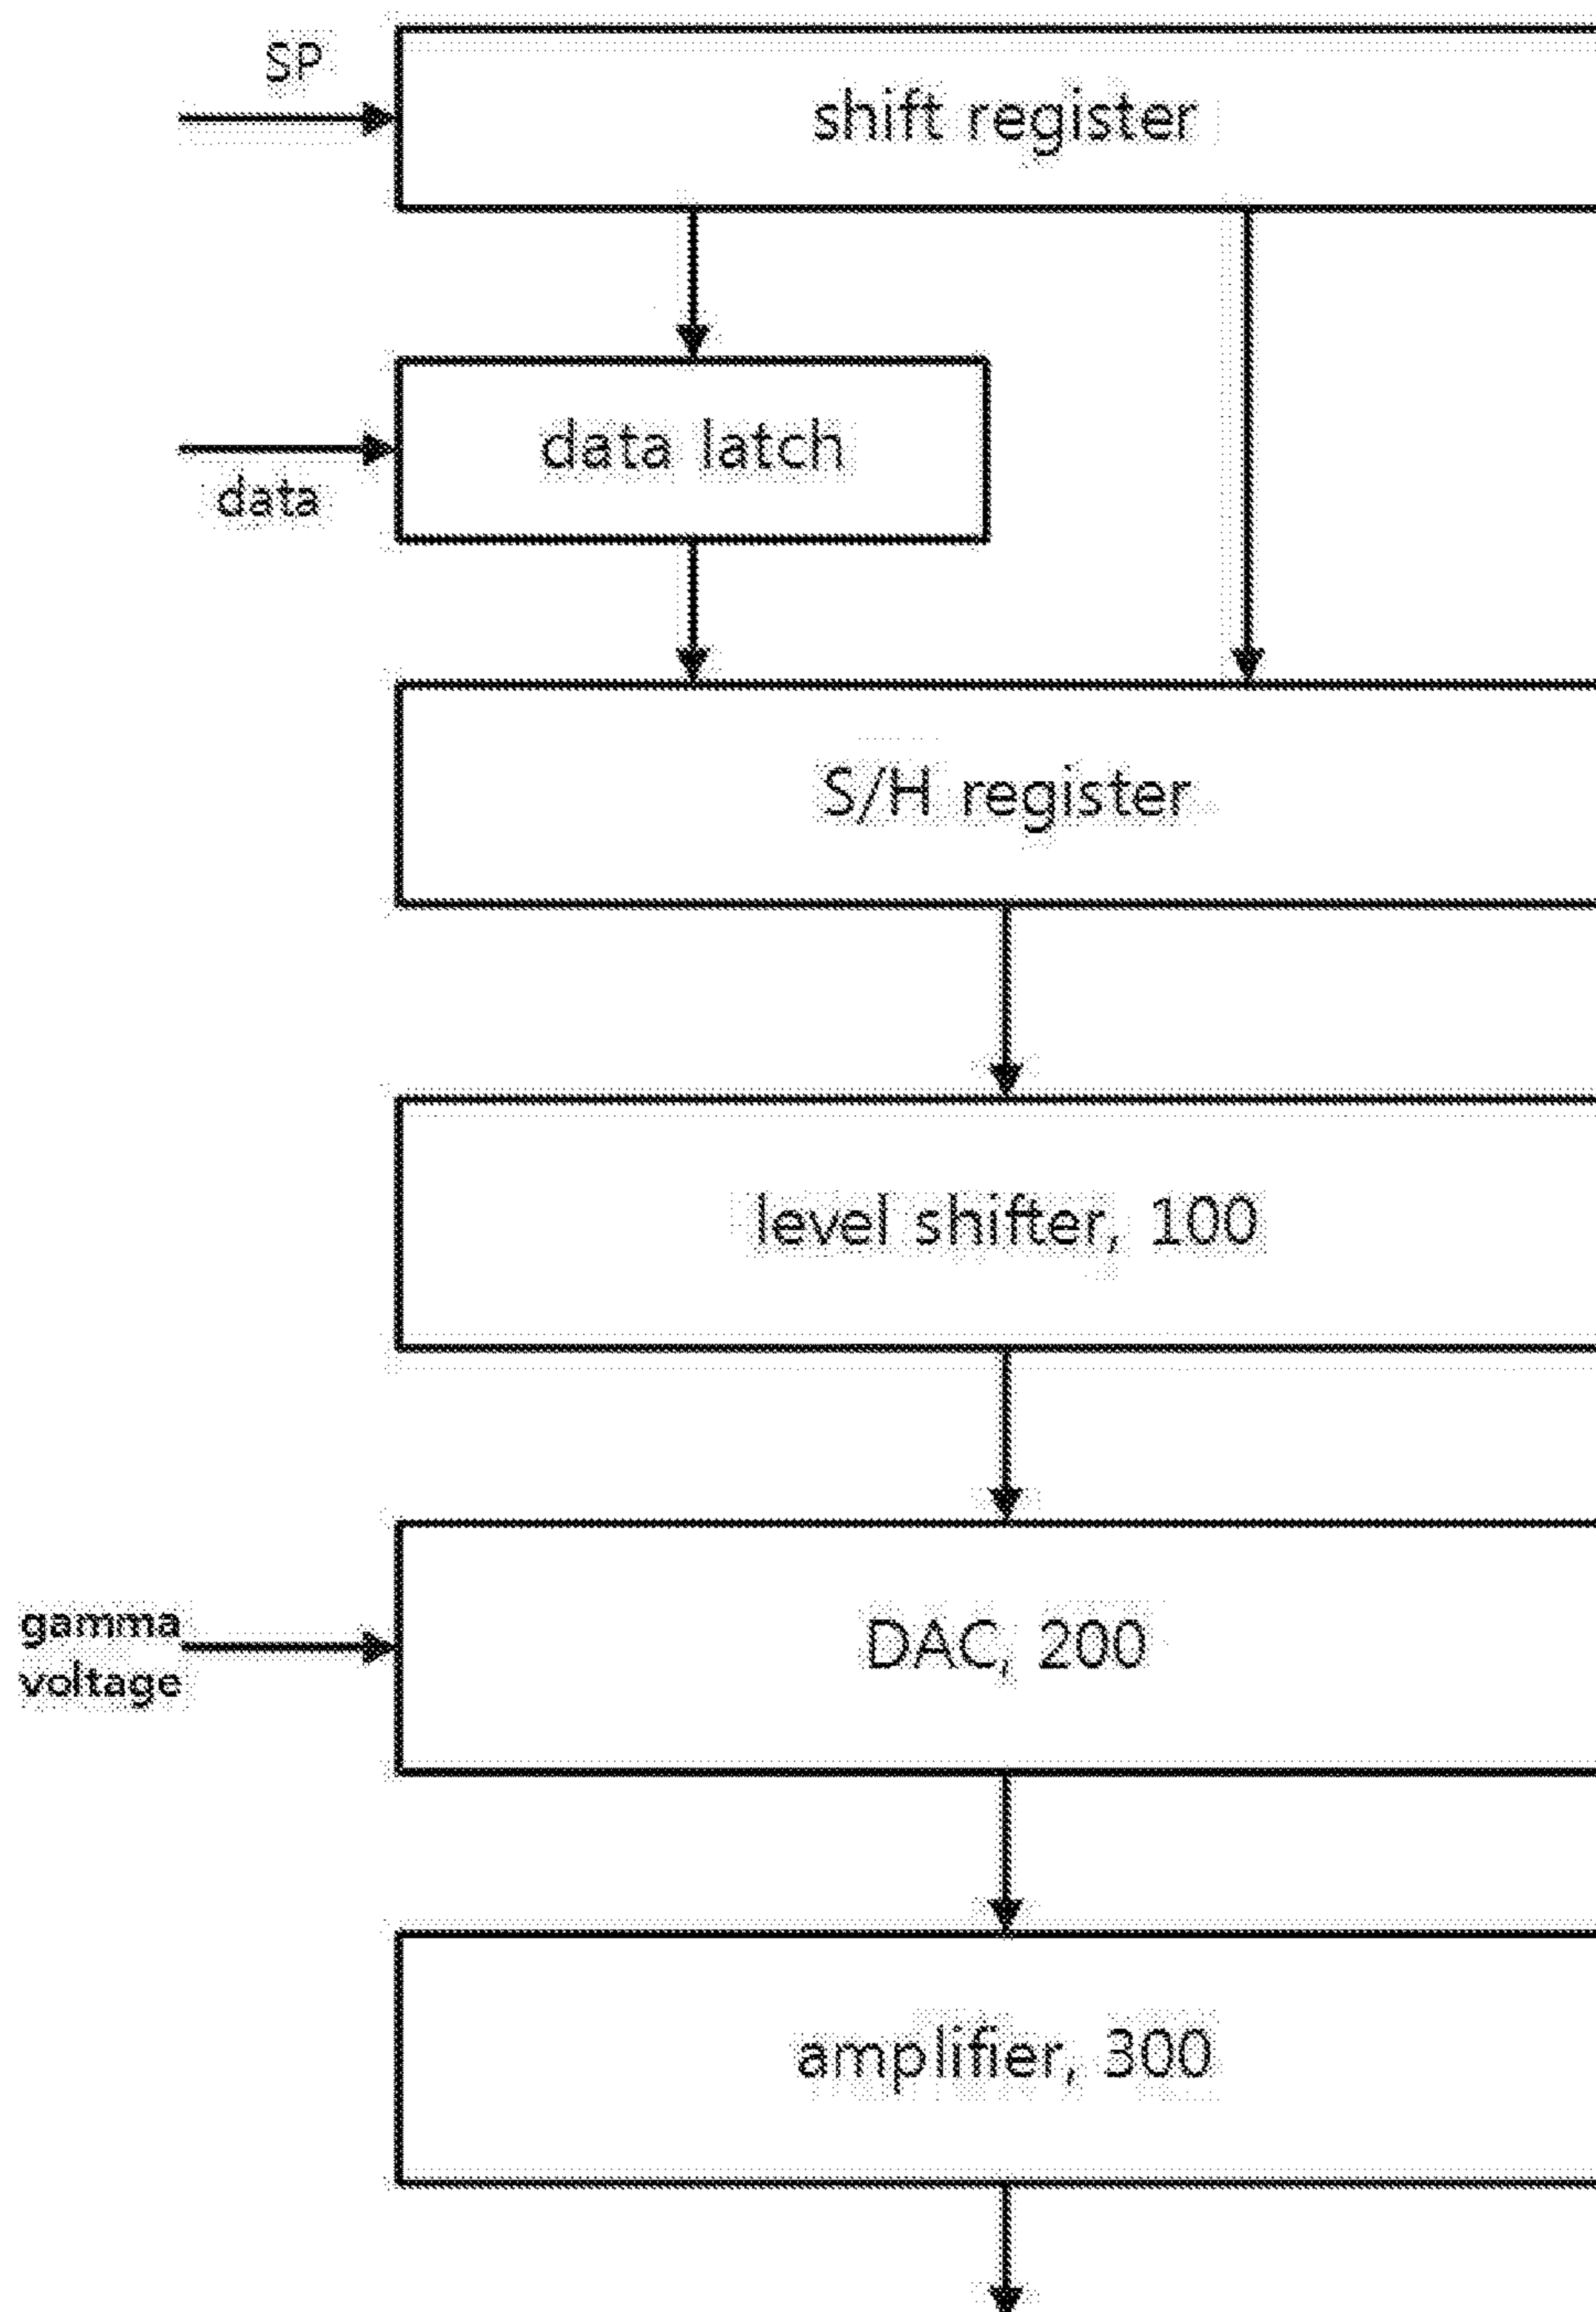 SP
shift register
data latch
data
S/H register
level shifter, 100
gamma
voltage
DAC, 200
amplifier, 300